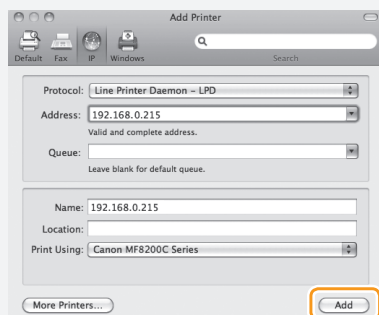 Add Printer
Default Fax IP Windows Search
Protocol: Line Printer Daemon – LPD
Address: 192.168.0.215
Valid and complete address.
Queue:
Leave blank for default queue.
Name: 192.168.0.215
Location:
Print Using: Canon MF8200C Series
More Printers... Add